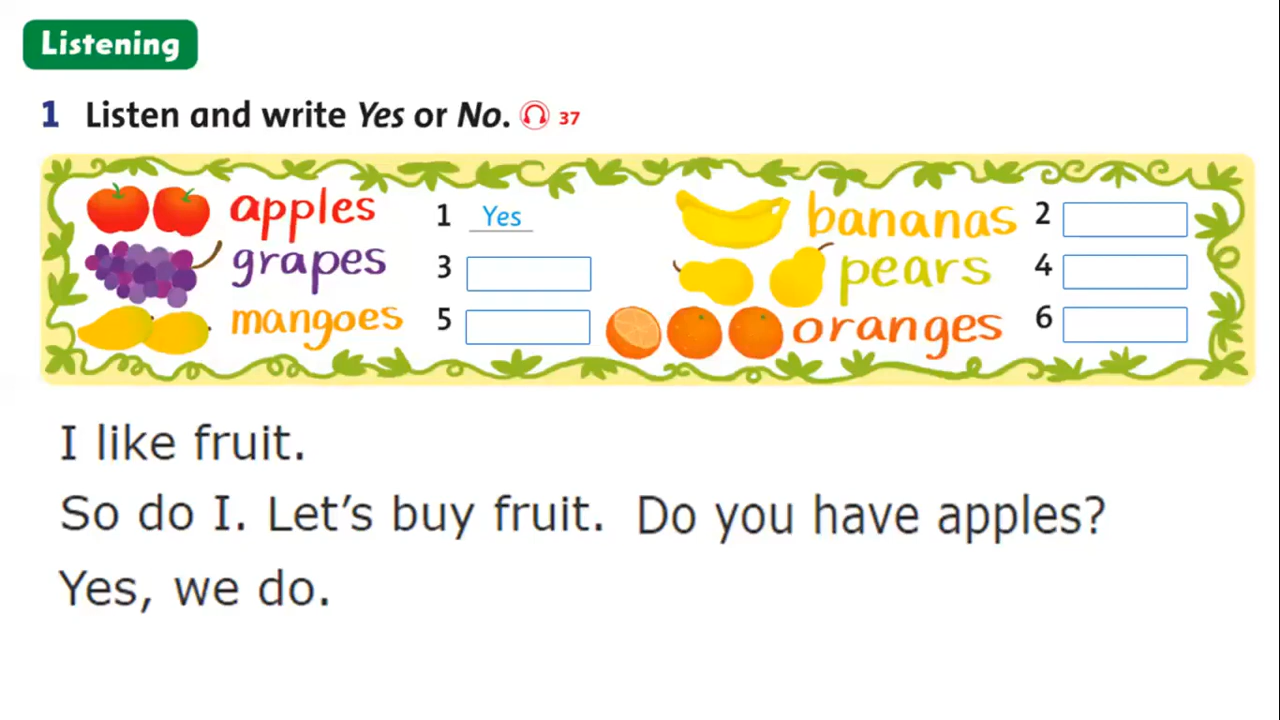 Listening
1 Listen and write Yes or No. 37
apples 1 Yes bananas 2
grapes 3 pears 4
mangoes 5 oranges 6
I like fruit.
So do I. Let's buy fruit. Do you have apples?
Yes, we do.